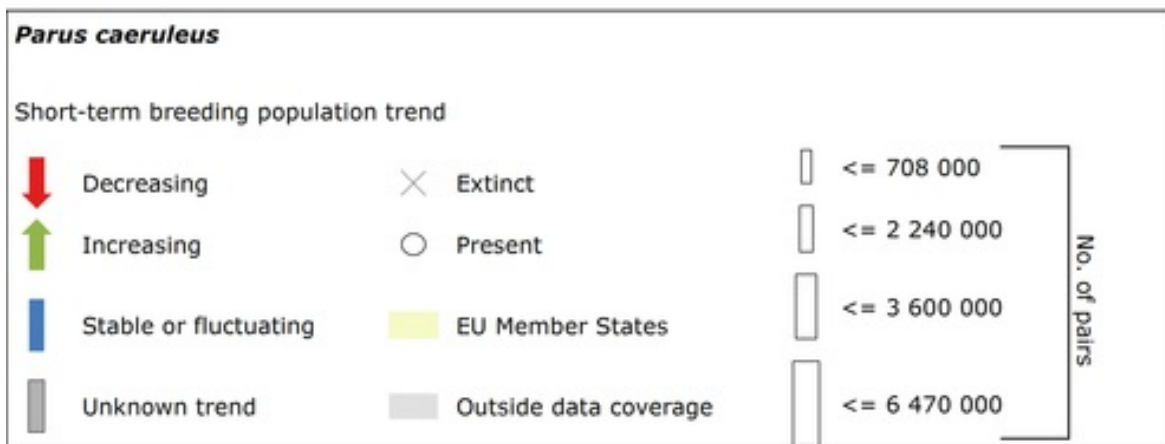 Parus caeruleus
Short-term breeding population trend
Decreasing
Increasing
Stable or fluctuating
Unknown trend
Extinct
Present
EU Member States
Outside data coverage
<= 708 000
<= 2 240 000
<= 3 600 000
<= 6 470 000
No. of pairs